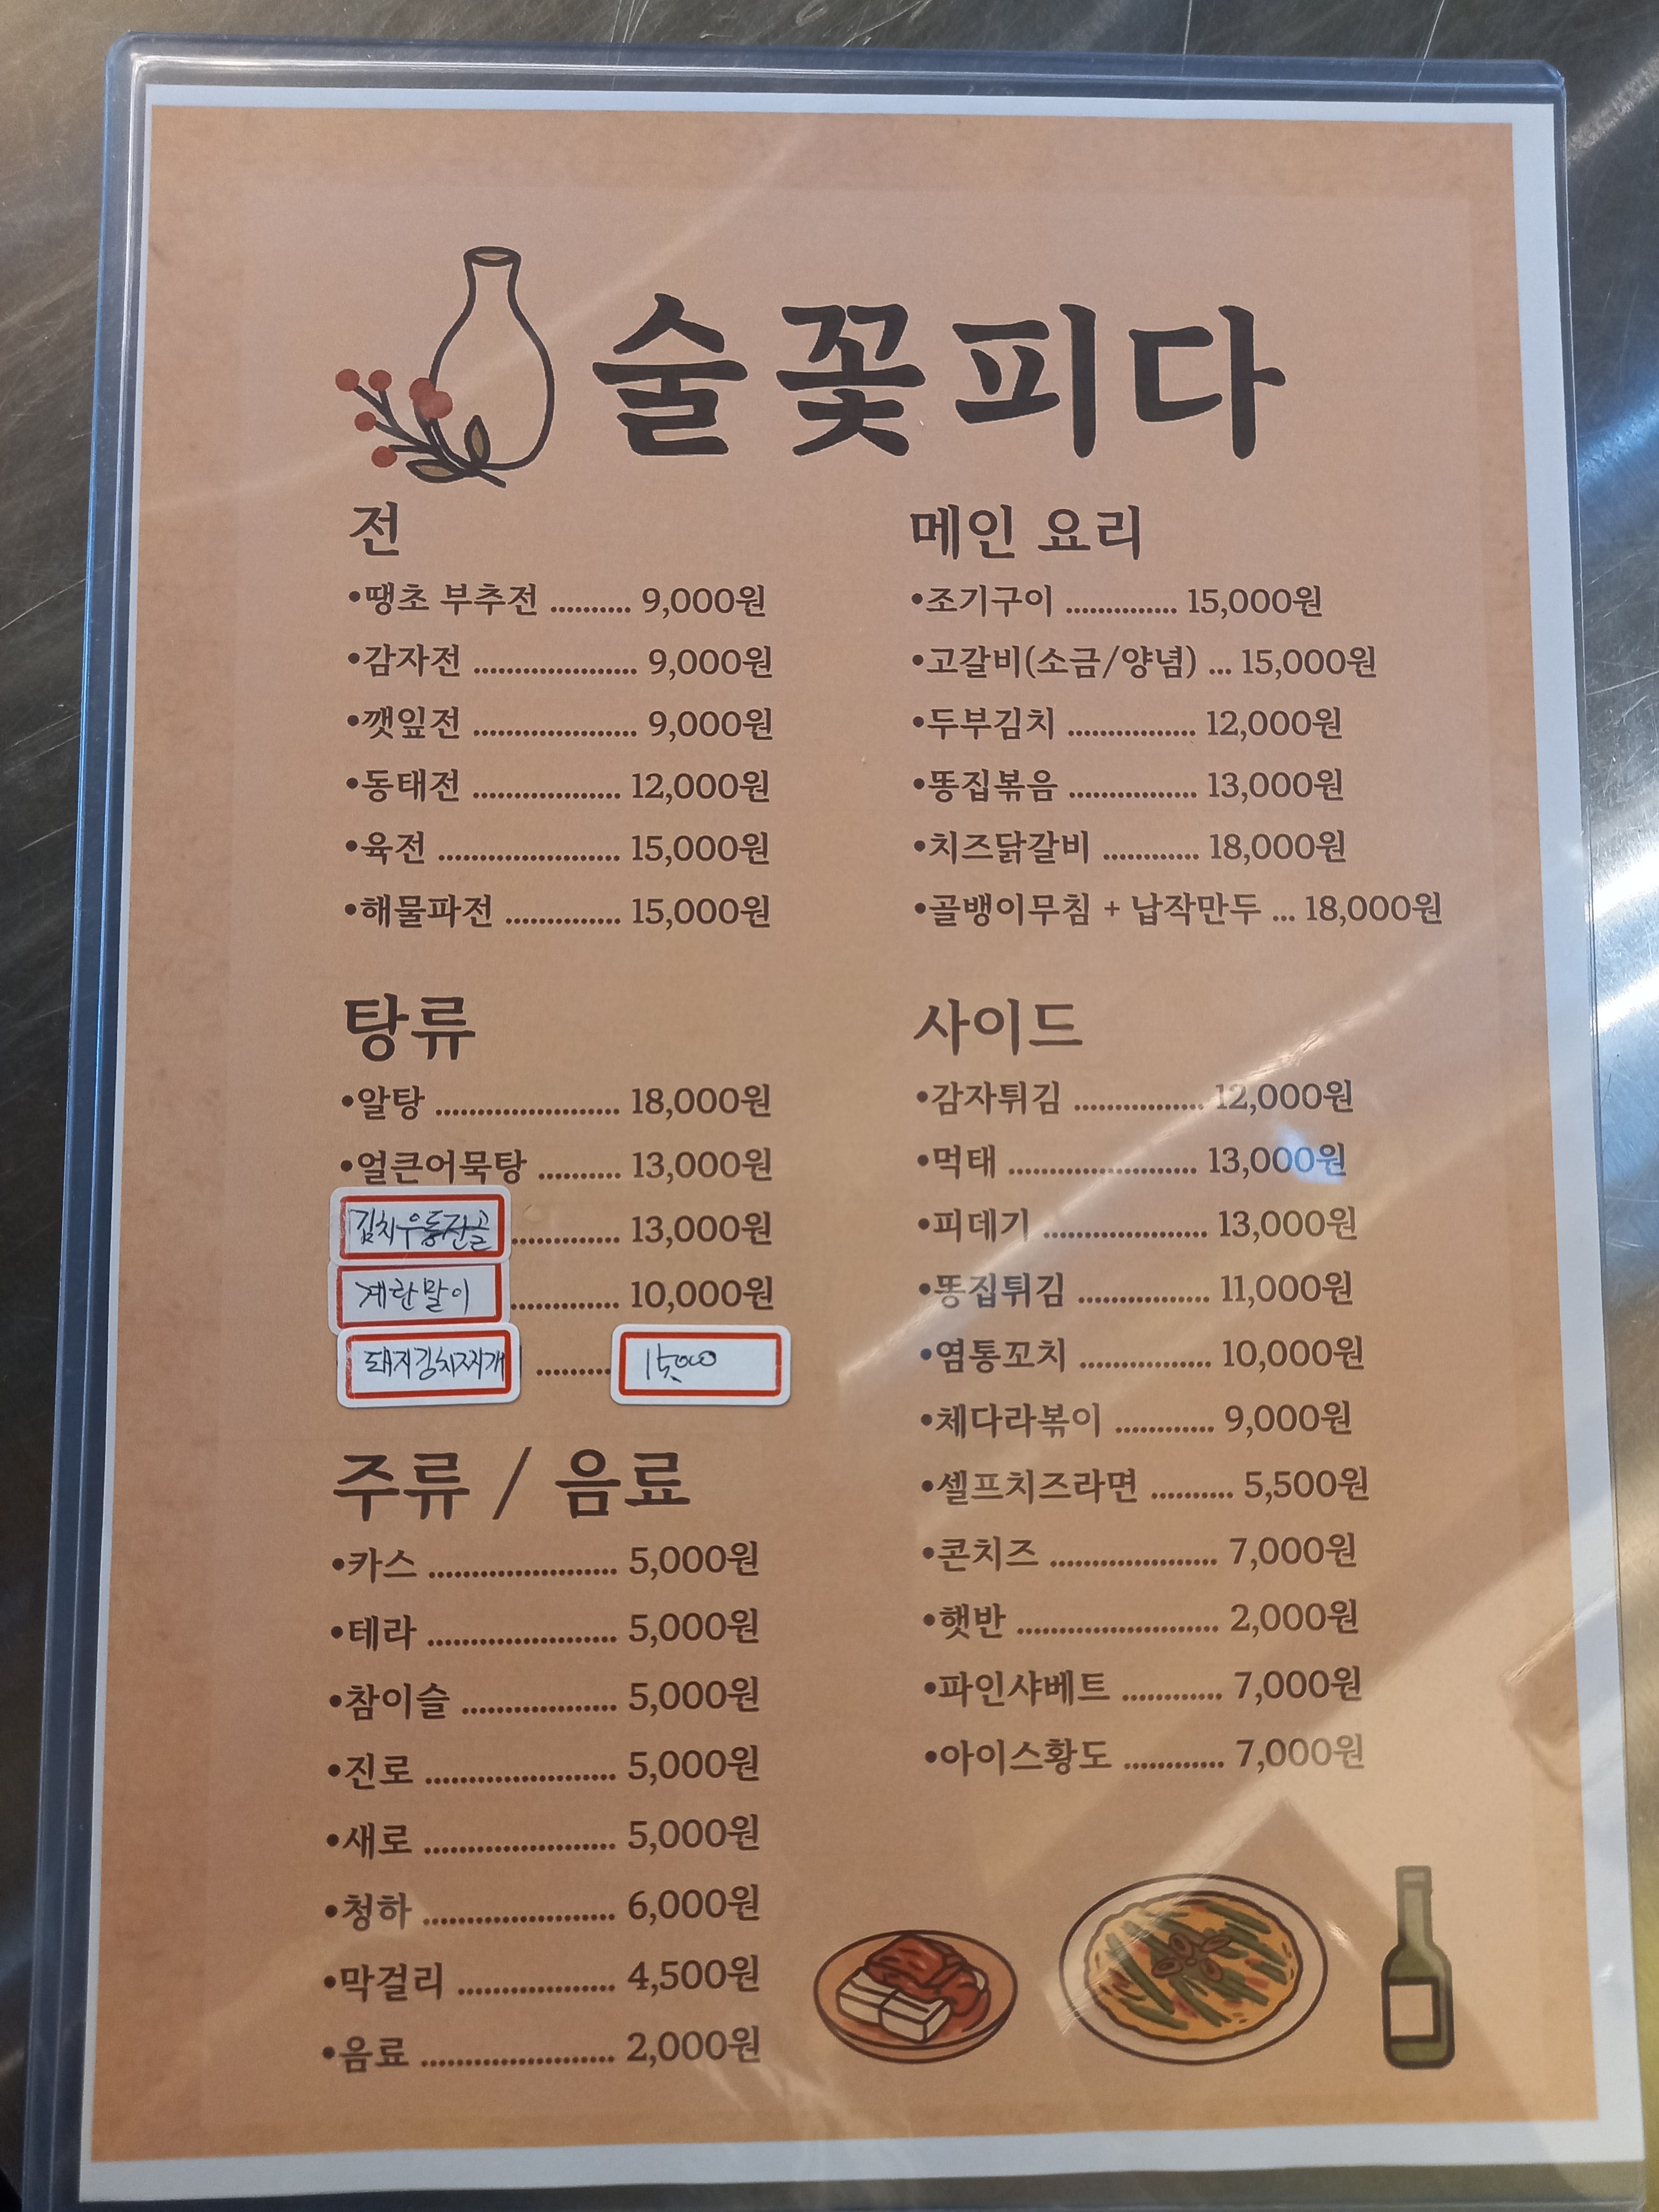 술꽃피다
전
•땡초 부추전 .......... 9,000원
•감자전 ..................... 9,000원
•깻잎전 ..................... 9,000원
•동태전 ................... 12,000원
•육전 ....................... 15,000원
•해물파전 ............... 15,000원
탕류
•알탕 ........................ 18,000원
•얼큰어묵탕 ........... 13,000원
김치우동전골 .............. 13,000원
계란말이 .............. 10,000원
돼지김치찌개 .......... 15,000
주류 / 음료
•카스 ........................ 5,000원
•테라 ........................ 5,000원
•참이슬 .................... 5,000원
•진로 ........................ 5,000원
•새로 ........................ 5,000원
•청하 ........................ 6,000원
•막걸리 .................... 4,500원
•음료 ........................ 2,000원
메인 요리
•조기구이 .............. 15,000원
•고갈비(소금/양념) ... 15,000원
•두부김치 ................ 12,000원
•똥집볶음 ................ 13,000원
•치즈닭갈비 ............ 18,000원
•골뱅이무침 + 납작만두 ... 18,000원
사이드
•감자튀김 ................ 12,000원
•먹태 ........................ 13,000원
•피데기 ..................... 13,000원
•똥집튀김 ................ 11,000원
•염통꼬치 ................ 10,000원
•체다라볶이 ............ 9,000원
•셀프치즈라면 .......... 5,500원
•콘치즈 ..................... 7,000원
•햇반 ......................... 2,000원
•파인샤베트 ............ 7,000원
•아이스황도 ............ 7,000원